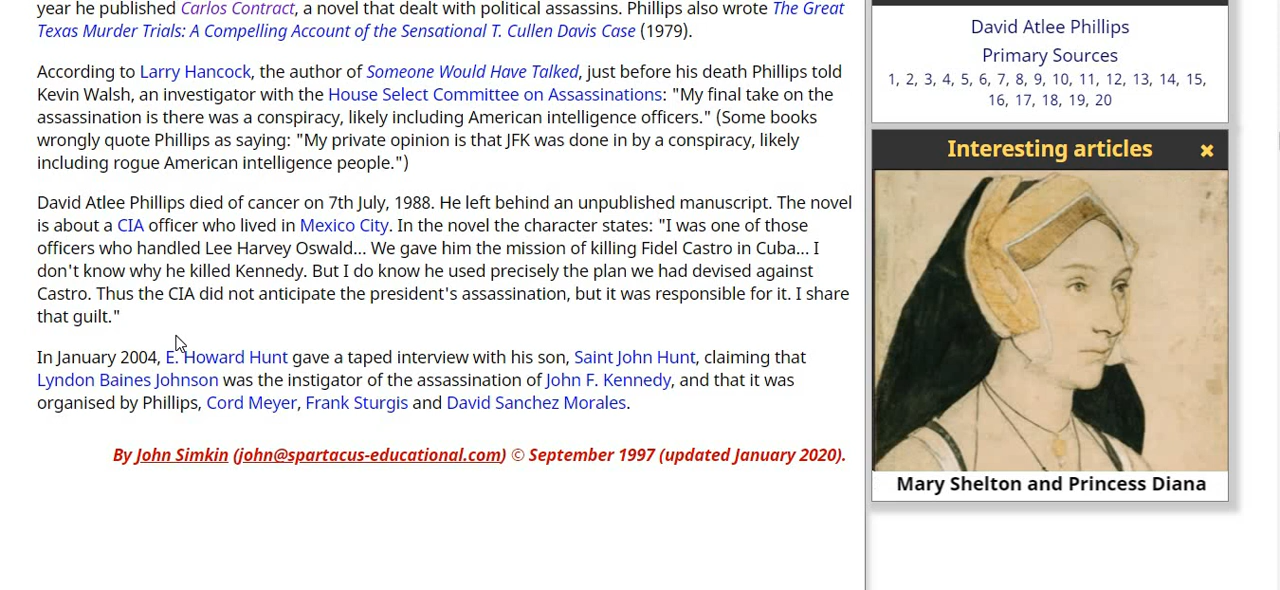 year he published Carlos Contract, a novel that dealt with political assassins. Phillips also wrote The Great
Texas Murder Trials: A Compelling Account of the Sensational T. Cullen Davis Case (1979).
According to Larry Hancock, the author of Someone Would Have Talked, just before his death Phillips told
Kevin Walsh, an investigator with the House Select Committee on Assassinations: "My final take on the
assassination is there was a conspiracy, likely including American intelligence officers." (Some books
wrongly quote Phillips as saying: "My private opinion is that JFK was done in by a conspiracy, likely
including rogue American intelligence people.")
David Atlee Phillips died of cancer on 7th July, 1988. He left behind an unpublished manuscript. The novel
is about a CIA officer who lived in Mexico City. In the novel the character states: "I was one of those
officers who handled Lee Harvey Oswald... We gave him the mission of killing Fidel Castro in Cuba... I
don't know why he killed Kennedy. But I do know he used precisely the plan we had devised against
Castro. Thus the CIA did not anticipate the president's assassination, but it was responsible for it. I share
that guilt."
In January 2004, E. Howard Hunt gave a taped interview with his son, Saint John Hunt, claiming that
Lyndon Baines Johnson was the instigator of the assassination of John F. Kennedy, and that it was
organised by Phillips, Cord Meyer, Frank Sturgis and David Sanchez Morales.
By John Simkin (john@spartacus-educational.com) © September 1997 (updated January 2020).
David Atlee Phillips
Primary Sources
1, 2, 3, 4, 5, 6, 7, 8, 9, 10, 11, 12, 13, 14, 15,
16, 17, 18, 19, 20
Interesting articles
Mary Shelton and Princess Diana